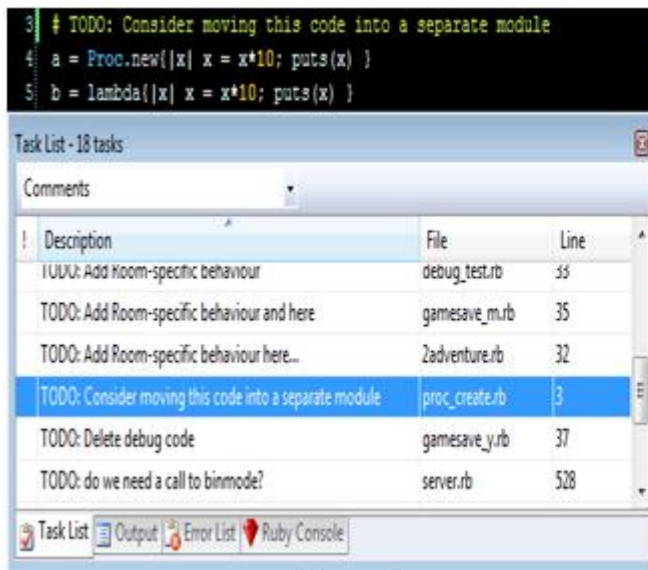 3 # TODO: Consider moving this code into a separate module
4 a = Proc.new{|x| x = x*10; puts(x) }
5 b = lambda{|x| x = x*10; puts(x) }
Task List - 18 tasks
Comments
! Description File Line
TODO: Add Room-specific behaviour debug_test.rb 33
TODO: Add Room-specific behaviour and here gamesave_m.rb 35
TODO: Add Room-specific behaviour here... 2adventure.rb 32
TODO: Consider moving this code into a separate module proc_create.rb 3
TODO: Delete debug code gamesave_y.rb 37
TODO: do we need a call to binmode? server.rb 528
Task List Output Error List Ruby Console